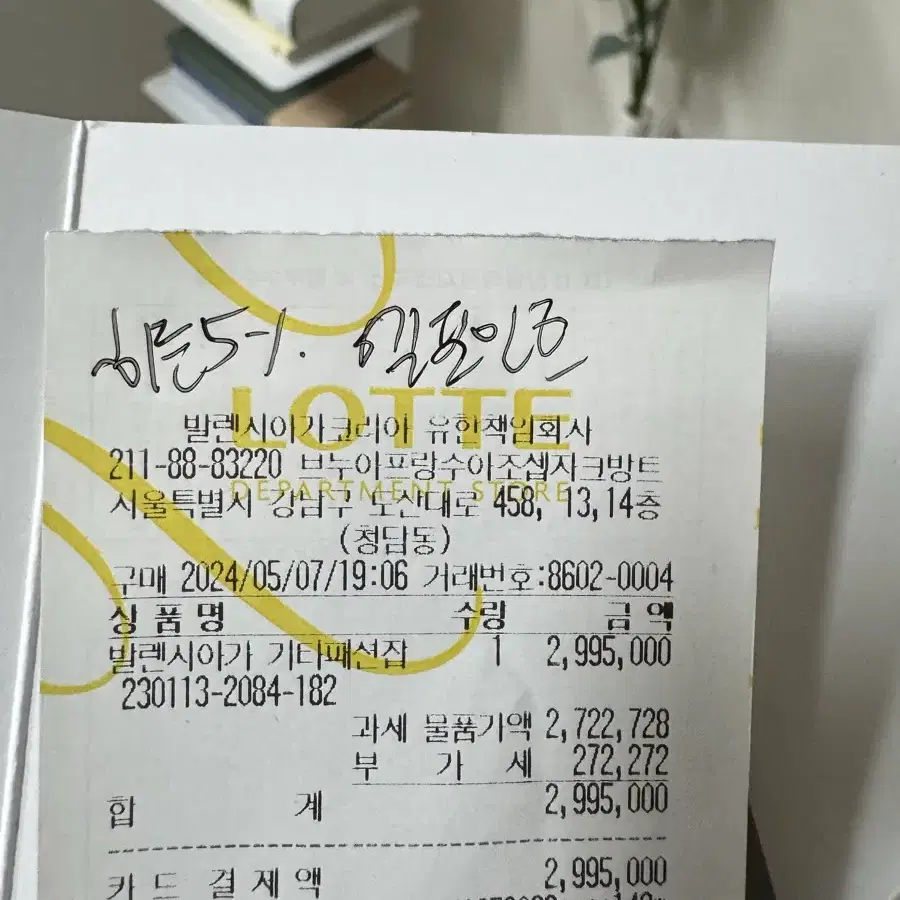 LOTTE
발렌시아가코리아 유한책임회사
211-88-83220 브누아프랑수아조셉자크방트
DEPARTMENT STORE
서울특별시 강남구 도산대로 458, 13,14층
(청담동)
구매 2024/05/07/19:06 거래번호:8602-0004
상품명 수량 금액
발렌시아가 기타패션잡 1 2,995,000
230113-2084-182
과세 물품가액 2,722,728
부 가 세 272,272
합 계 2,995,000
카 드 결 제 액 2,995,000